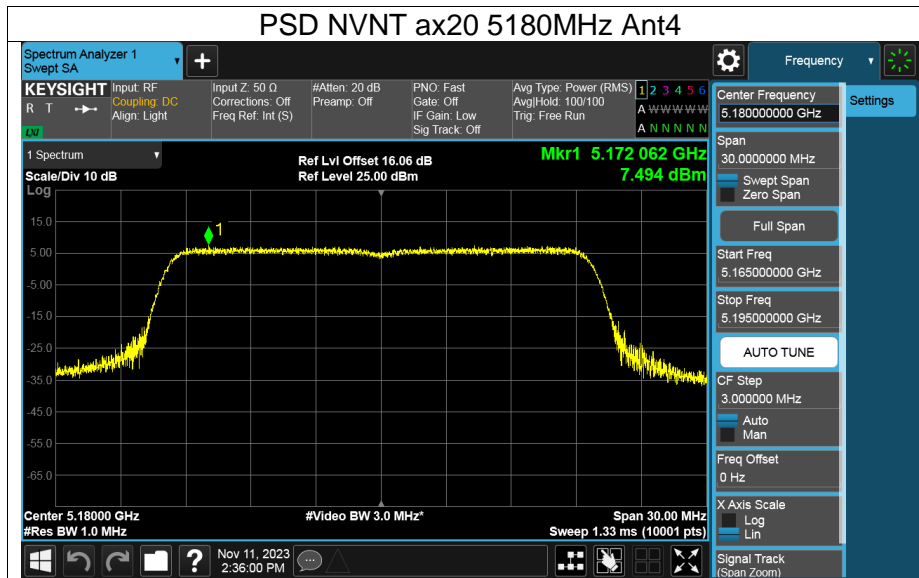 PSD NVNT ax20 5180MHz Ant4
Spectrum Analyzer 1
Swept SA
+
Frequency
KEYSIGHT
R T
LXI
Input: RF
Coupling: DC
Align: Light
Input Z: 50 Ω
Corrections: Off
Freq Ref: Int (S)
#Atten: 20 dB
Preamp: Off
PNO: Fast
Gate: Off
IF Gain: Low
Sig Track: Off
Avg Type: Power (RMS)
Avg|Hold: 100/100
Trig: Free Run
1 2 3 4 5 6
A W W W W W
A N N N N N
1 Spectrum
Scale/Div 10 dB
Ref Lvl Offset 16.06 dB
Ref Level 25.00 dBm
Mkr1 5.172 062 GHz
7.494 dBm
Log
15.0
5.00
-5.00
-15.0
-25.0
-35.0
-45.0
-55.0
-65.0
1
Center 5.18000 GHz
#Res BW 1.0 MHz
#Video BW 3.0 MHz*
Span 30.00 MHz
Sweep 1.33 ms (10001 pts)
Center Frequency
5.180000000 GHz
Span
30.0000000 MHz
Swept Span
Zero Span
Full Span
Start Freq
5.165000000 GHz
Stop Freq
5.195000000 GHz
AUTO TUNE
CF Step
3.000000 MHz
Auto
Man
Freq Offset
0 Hz
X Axis Scale
Log
Lin
Signal Track
(Span Zoom)
Settings
?
Nov 11, 2023
2:36:00 PM